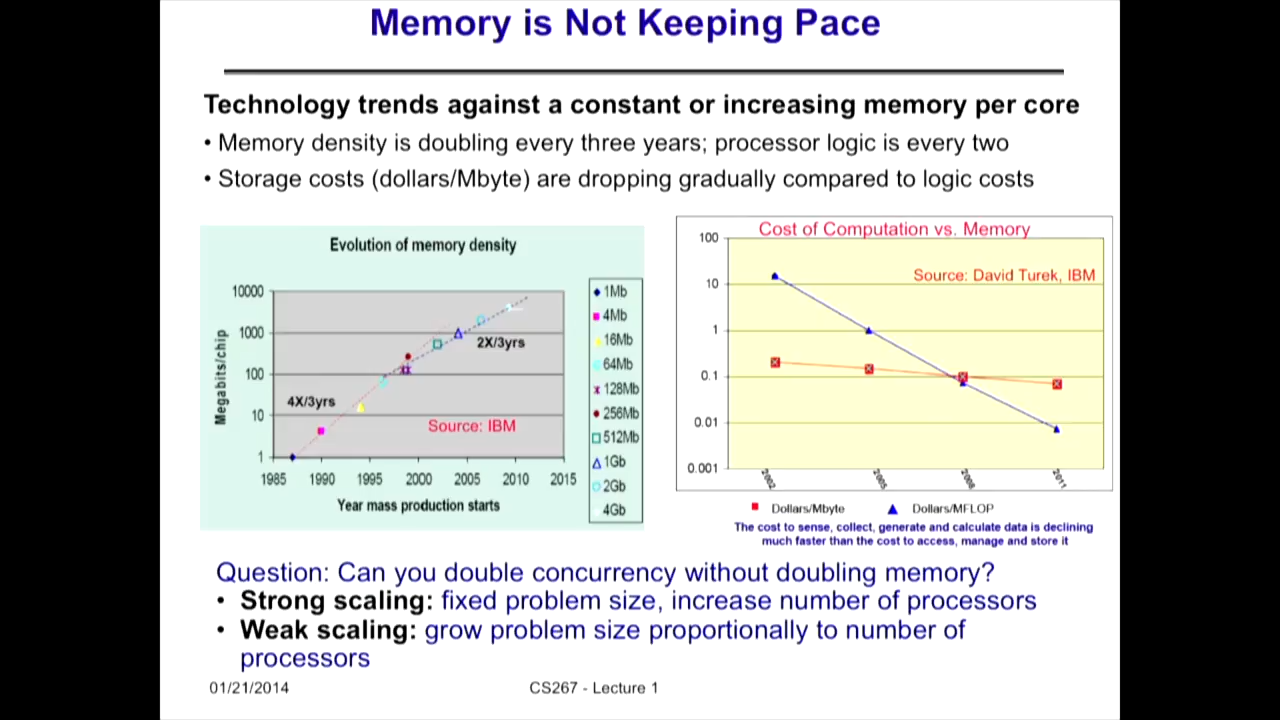 Memory is Not Keeping Pace
Technology trends against a constant or increasing memory per core
• Memory density is doubling every three years; processor logic is every two
• Storage costs (dollars/Mbyte) are dropping gradually compared to logic costs
Evolution of memory density
10000
1000
100
10
1
Megabits/chip
2X/3yrs
4X/3yrs
Source: IBM
1985 1990 1995 2000 2005 2010 2015
Year mass production starts
1Mb
4Mb
16Mb
64Mb
128Mb
256Mb
512Mb
1Gb
2Gb
4Gb
Cost of Computation vs. Memory
Source: David Turek, IBM
100
10
1
0.1
0.01
0.001
2002 2005 2008 2011
Dollars/Mbyte Dollars/MFLOP
The cost to sense, collect, generate and calculate data is declining
much faster than the cost to access, manage and store it
Question: Can you double concurrency without doubling memory?
• Strong scaling: fixed problem size, increase number of processors
• Weak scaling: grow problem size proportionally to number of
processors
01/21/2014
CS267 - Lecture 1